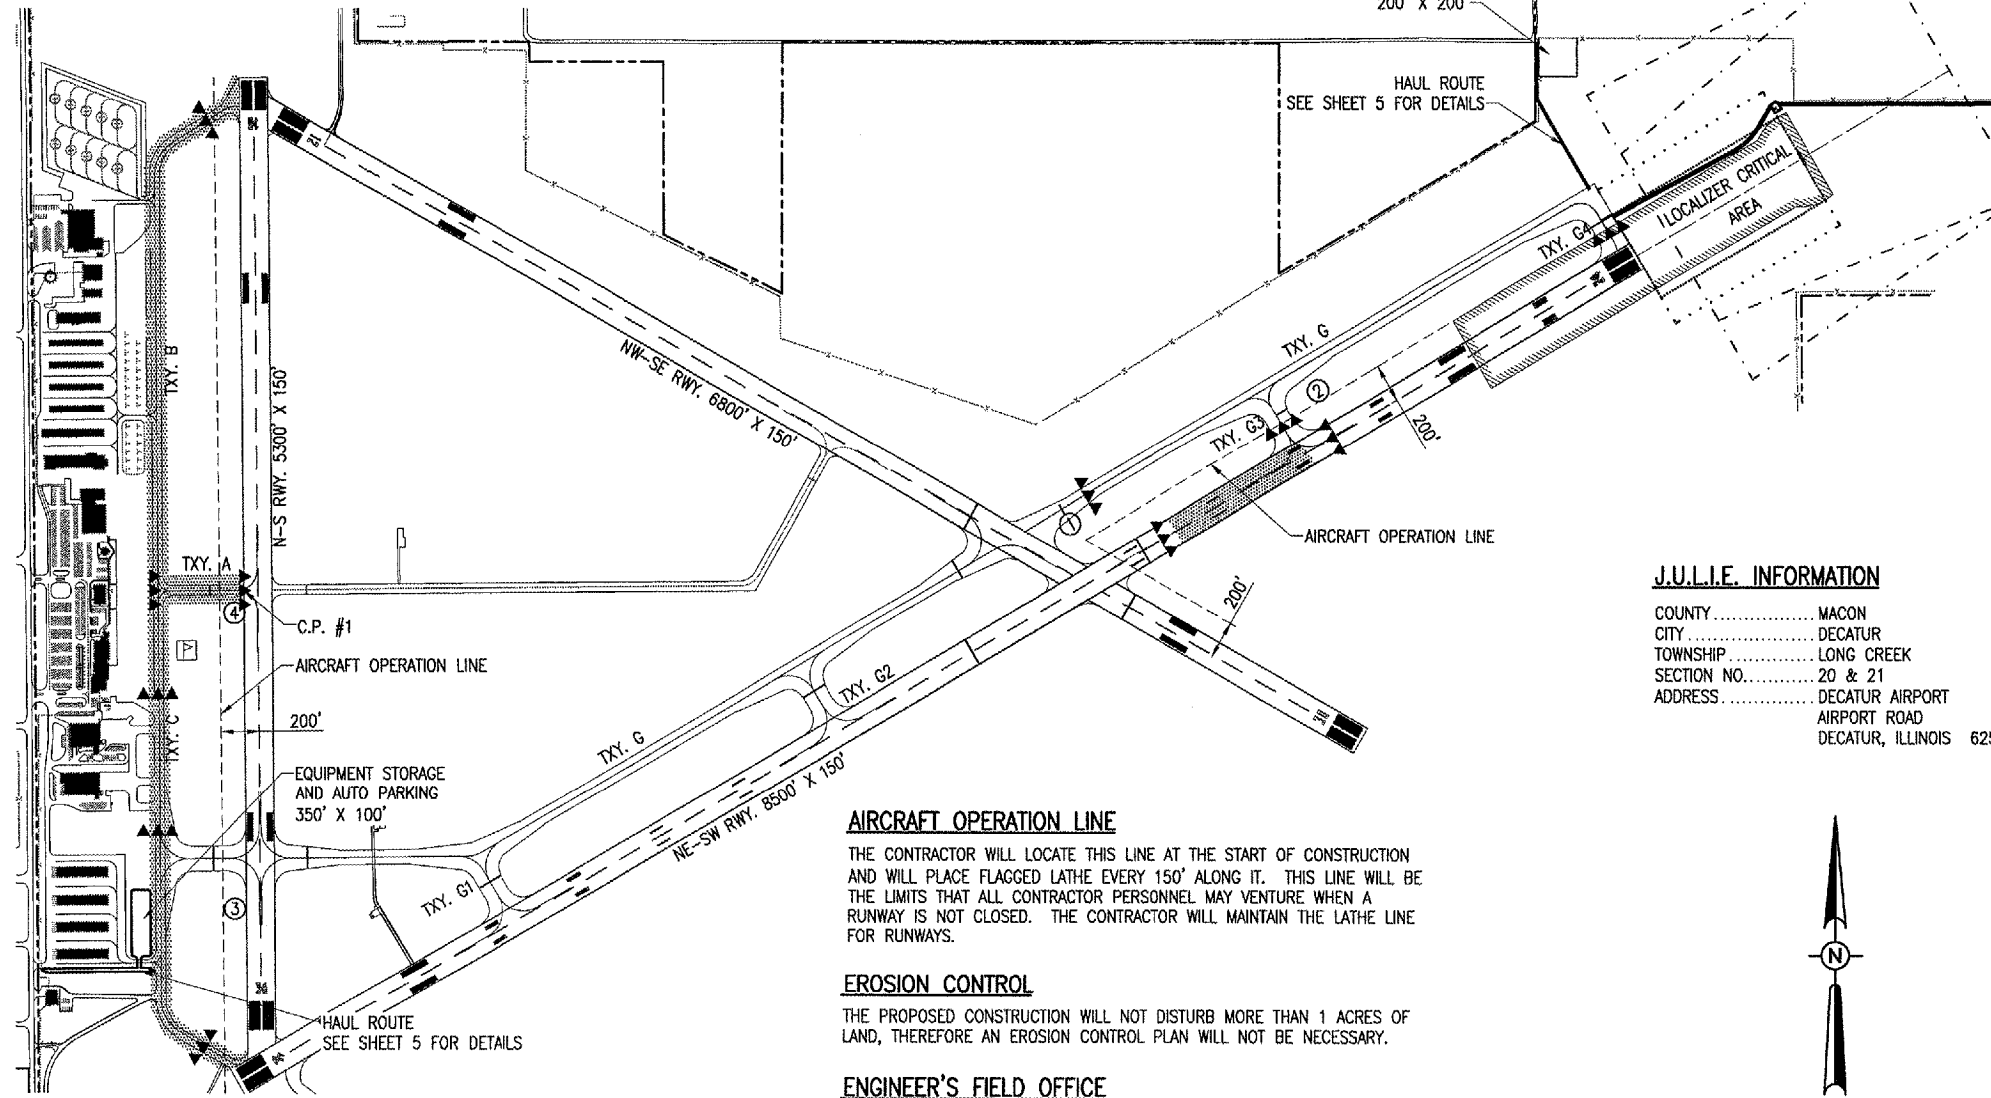 200' X 200'
HAUL ROUTE
SEE SHEET 5 FOR DETAILS
LOCALIZER CRITICAL
AREA
TXY. G4
TXY. G
NW-SE RWY. 6800' X 150'
TXY. B
N-S RWY. 5300' X 150'
2
TXY. G3
200'
1
AIRCRAFT OPERATION LINE
TXY. A
4
C.P. #1
200'
AIRCRAFT OPERATION LINE
TXY. G2
TXY. C
200'
TXY. G
EQUIPMENT STORAGE
AND AUTO PARKING
350' X 100'
NE-SW RWY. 8500' X 150'
TXY. G1
3
HAUL ROUTE
SEE SHEET 5 FOR DETAILS
J.U.L.I.E. INFORMATION
COUNTY................ MACON
CITY................... DECATUR
TOWNSHIP............. LONG CREEK
SECTION NO........... 20 & 21
ADDRESS.............. DECATUR AIRPORT
AIRPORT ROAD
DECATUR, ILLINOIS
AIRCRAFT OPERATION LINE
THE CONTRACTOR WILL LOCATE THIS LINE AT THE START OF CONSTRUCTION
AND WILL PLACE FLAGGED LATHE EVERY 150' ALONG IT. THIS LINE WILL BE
THE LIMITS THAT ALL CONTRACTOR PERSONNEL MAY VENTURE WHEN A
RUNWAY IS NOT CLOSED. THE CONTRACTOR WILL MAINTAIN THE LATHE LINE
FOR RUNWAYS.
EROSION CONTROL
THE PROPOSED CONSTRUCTION WILL NOT DISTURB MORE THAN 1 ACRES OF
LAND, THEREFORE AN EROSION CONTROL PLAN WILL NOT BE NECESSARY.
ENGINEER'S FIELD OFFICE
N